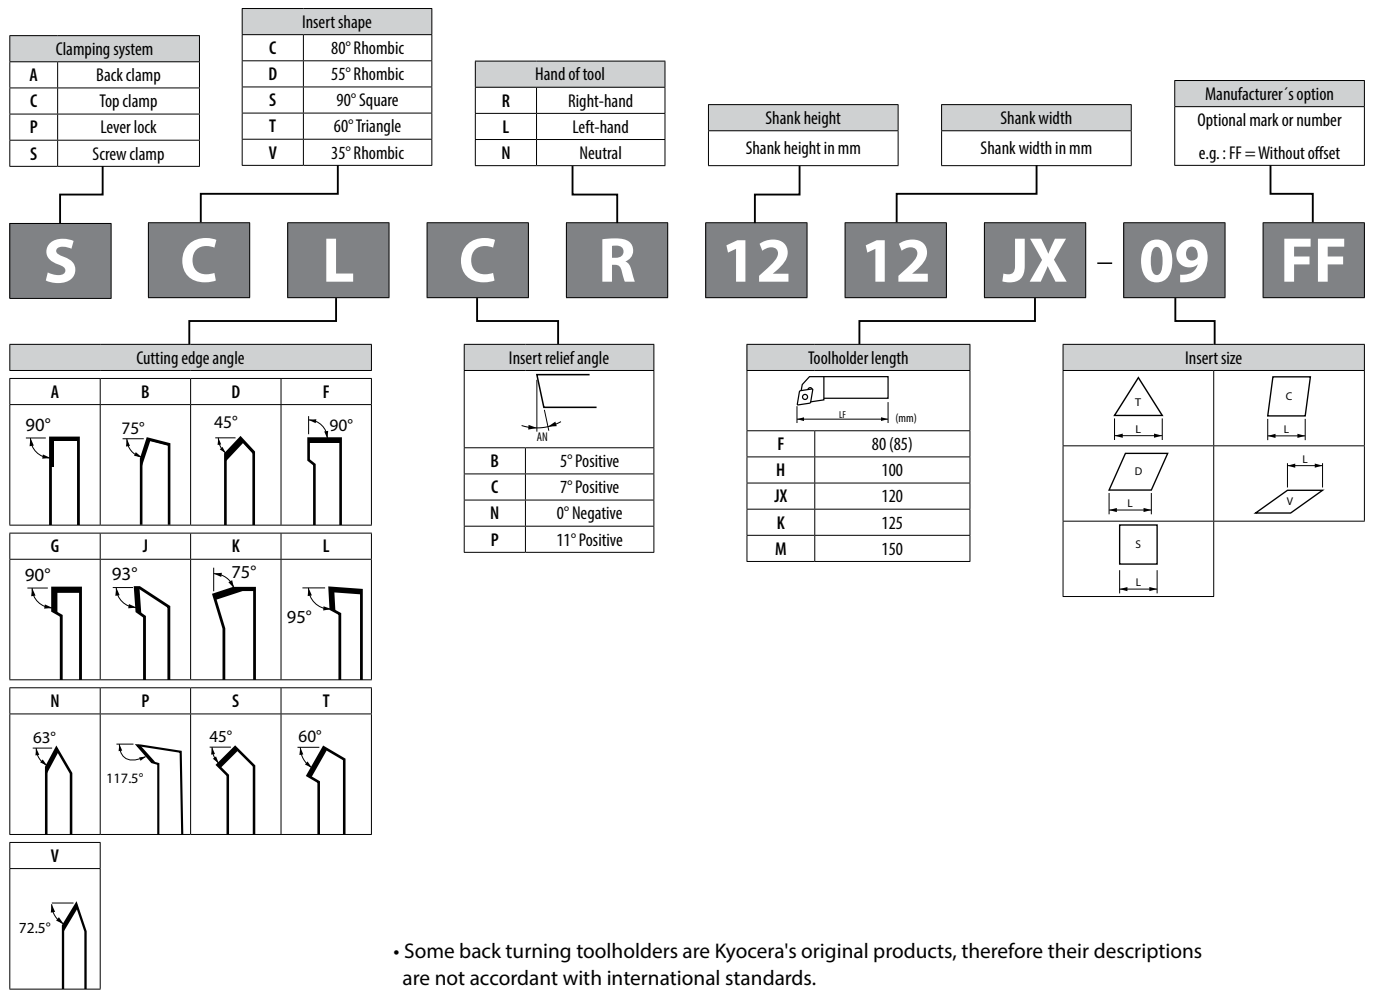 Clamping system
A Back clamp
C Top clamp
P Lever lock
S Screw clamp
Insert shape
C 80° Rhombic
D 55° Rhombic
S 90° Square
T 60° Triangle
V 35° Rhombic
Hand of tool
R Right-hand
L Left-hand
N Neutral
Shank height
Shank height in mm
Shank width
Shank width in mm
Manufacturer´s option
Optional mark or number
e.g. : FF = Without offset
S C L C R 12 12 JX – 09 FF
Cutting edge angle
A B D F
90° 75° 45° 90°
G J K L
90° 93° 75° 95°
N P S T
63° 117.5° 45° 60°
V
72.5°
Insert relief angle
AN
B 5° Positive
C 7° Positive
N 0° Negative
P 11° Positive
Toolholder length
LF (mm)
F 80 (85)
H 100
JX 120
K 125
M 150
Insert size
T L
C L
D L
V L
S L
• Some back turning toolholders are Kyocera's original products, therefore their descriptions
are not accordant with international standards.